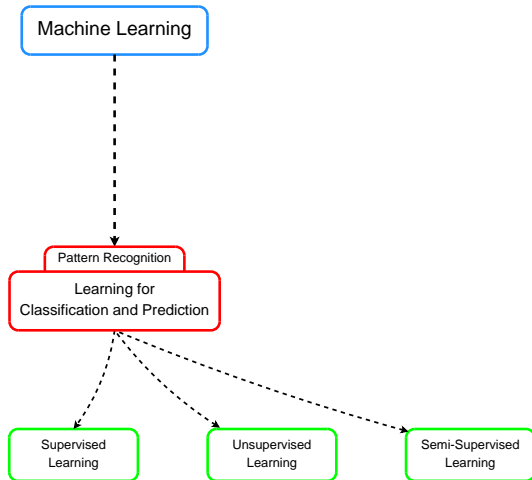 Machine Learning
Pattern Recognition
Learning for
Classification and Prediction
Supervised
Learning
Unsupervised
Learning
Semi-Supervised
Learning